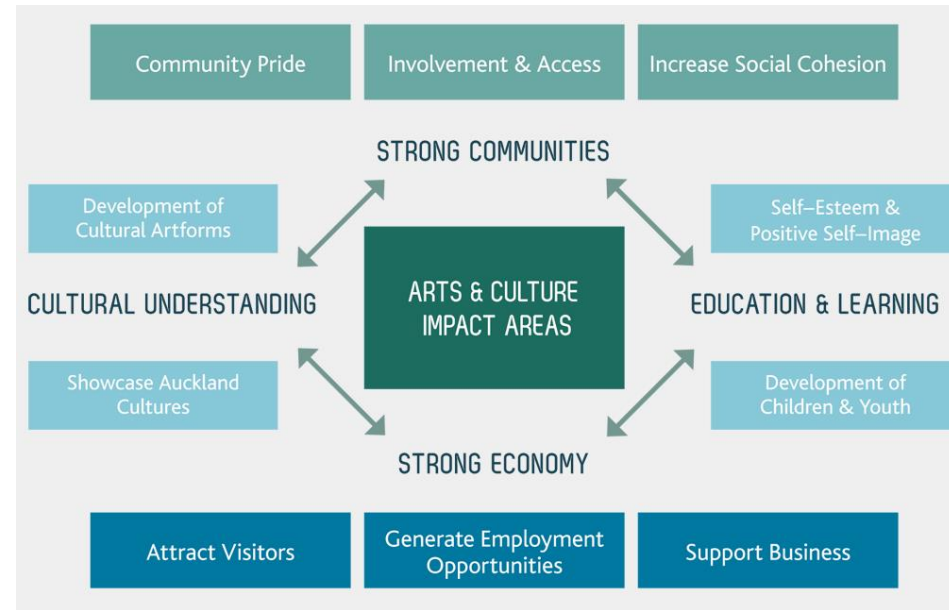 Community Pride
Involvement & Access
Increase Social Cohesion
STRONG COMMUNITIES
Development of
Cultural Artforms
Self–Esteem &
Positive Self–Image
CULTURAL UNDERSTANDING
ARTS & CULTURE
IMPACT AREAS
EDUCATION & LEARNING
Showcase Auckland
Cultures
Development of
Children & Youth
STRONG ECONOMY
Attract Visitors
Generate Employment
Opportunities
Support Business